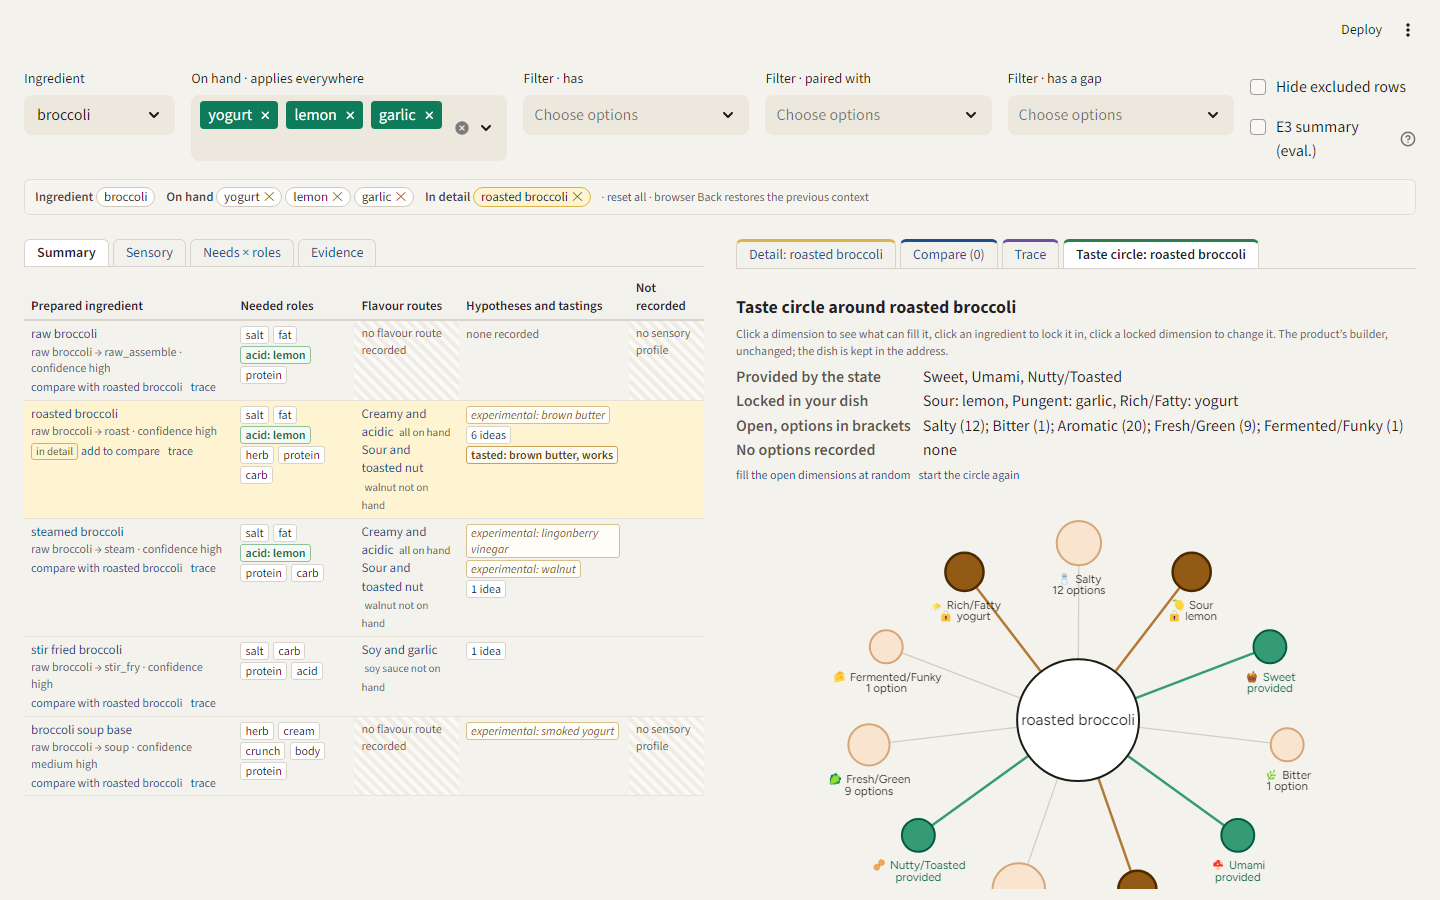 Deploy
Ingredient
On hand · applies everywhere
Filter · has
Filter · paired with
Filter · has a gap
broccoli
yogurt ×
lemon ×
garlic ×
Choose options
Choose options
Choose options
Hide excluded rows
E3 summary
(eval.)
Ingredient broccoli On hand yogurt × lemon × garlic × In detail roasted broccoli × · reset all · browser Back restores the previous context
Summary
Sensory
Needs × roles
Evidence
Prepared ingredient
Needed roles
Flavour routes
Hypotheses and tastings
Not
recorded
raw broccoli
raw broccoli → raw_assemble ·
confidence high
compare with roasted broccoli trace
salt fat
acid: lemon
protein
no flavour route
recorded
none recorded
no sensory
profile
roasted broccoli
raw broccoli → roast · confidence high
in detail add to compare trace
salt fat
acid: lemon
herb protein
carb
Creamy and
acidic all on hand
Sour and
toasted nut
walnut not on
hand
experimental: brown butter
6 ideas
tasted: brown butter, works
steamed broccoli
raw broccoli → steam · confidence high
compare with roasted broccoli trace
salt fat
acid: lemon
protein carb
Creamy and
acidic all on hand
Sour and
toasted nut
walnut not on
hand
experimental: lingonberry
vinegar
experimental: walnut
1 idea
stir fried broccoli
raw broccoli → stir_fry · confidence
high
compare with roasted broccoli trace
salt carb
protein acid
Soy and garlic
soy sauce not on
hand
1 idea
broccoli soup base
raw broccoli → soup · confidence
medium high
compare with roasted broccoli trace
herb cream
crunch body
protein
no flavour route
recorded
experimental: smoked yogurt
no sensory
profile
Detail: roasted broccoli
Compare (0)
Trace
Taste circle: roasted broccoli
Taste circle around roasted broccoli
Click a dimension to see what can fill it, click an ingredient to lock it in, click a locked dimension to change it. The product's builder,
unchanged; the dish is kept in the address.
Provided by the state Sweet, Umami, Nutty/Toasted
Locked in your dish Sour: lemon, Pungent: garlic, Rich/Fatty: yogurt
Open, options in brackets Salty (12); Bitter (1); Aromatic (20); Fresh/Green (9); Fermented/Funky (1)
No options recorded none
fill the open dimensions at random start the circle again
Salty
12 options
Rich/Fatty
yogurt
Sour
lemon
Fermented/Funky
1 option
Sweet
provided
roasted broccoli
Fresh/Green
9 options
Bitter
1 option
Nutty/Toasted
provided
Umami
provided